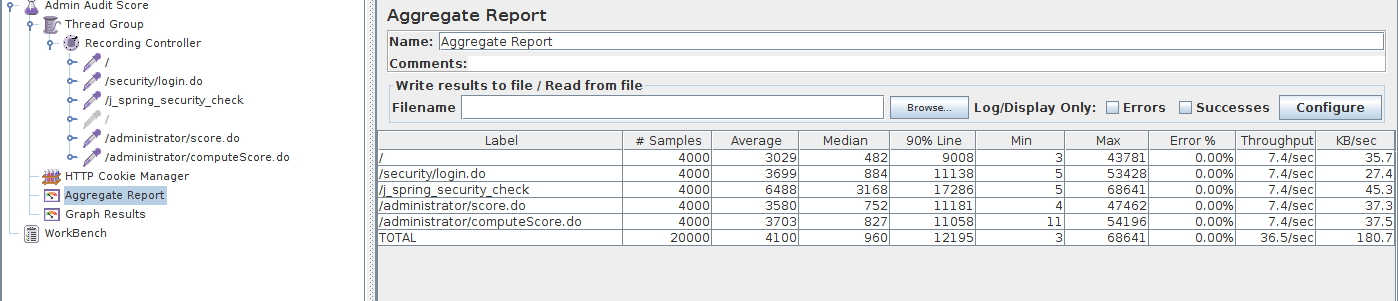 Admin Audit Score
Thread Group
Recording Controller
/
/security/login.do
/j_spring_security_check
/
/administrator/score.do
/administrator/computeScore.do
HTTP Cookie Manager
Aggregate Report
Graph Results
WorkBench
Aggregate Report
Name: Aggregate Report
Comments:
Write results to file / Read from file
Filename Browse... Log/Display Only: Errors Successes Configure
Label # Samples Average Median 90% Line Min Max Error % Throughput KB/sec
/ 4000 3029 482 9008 3 43781 0.00% 7.4/sec 35.7
/security/login.do 4000 3699 884 11138 5 53428 0.00% 7.4/sec 27.4
/j_spring_security_check 4000 6488 3168 17286 5 68641 0.00% 7.4/sec 45.3
/administrator/score.do 4000 3580 752 11181 4 47462 0.00% 7.4/sec 37.3
/administrator/computeScore.do 4000 3703 827 11058 11 54196 0.00% 7.4/sec 37.5
TOTAL 20000 4100 960 12195 3 68641 0.00% 36.5/sec 180.7